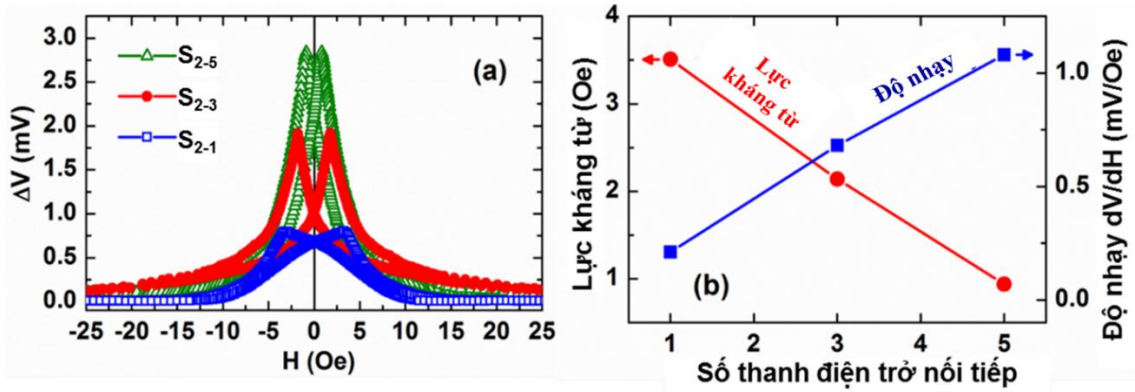 3.0
2.5
2.0
1.5
1.0
0.5
0.0
ΔV (mV)
S2-5
S2-3
S2-1
(a)
-25 -20 -15 -10 -5 0 5 10 15 20 25
H (Oe)
4
3
2
1
Lực kháng từ (Oe)
Lực
kháng từ
Độ nhạy
(b)
1.0
0.5
0.0
Độ nhạy dV/dH (mV/Oe)
1 2 3 4 5
Số thanh điện trở nối tiếp